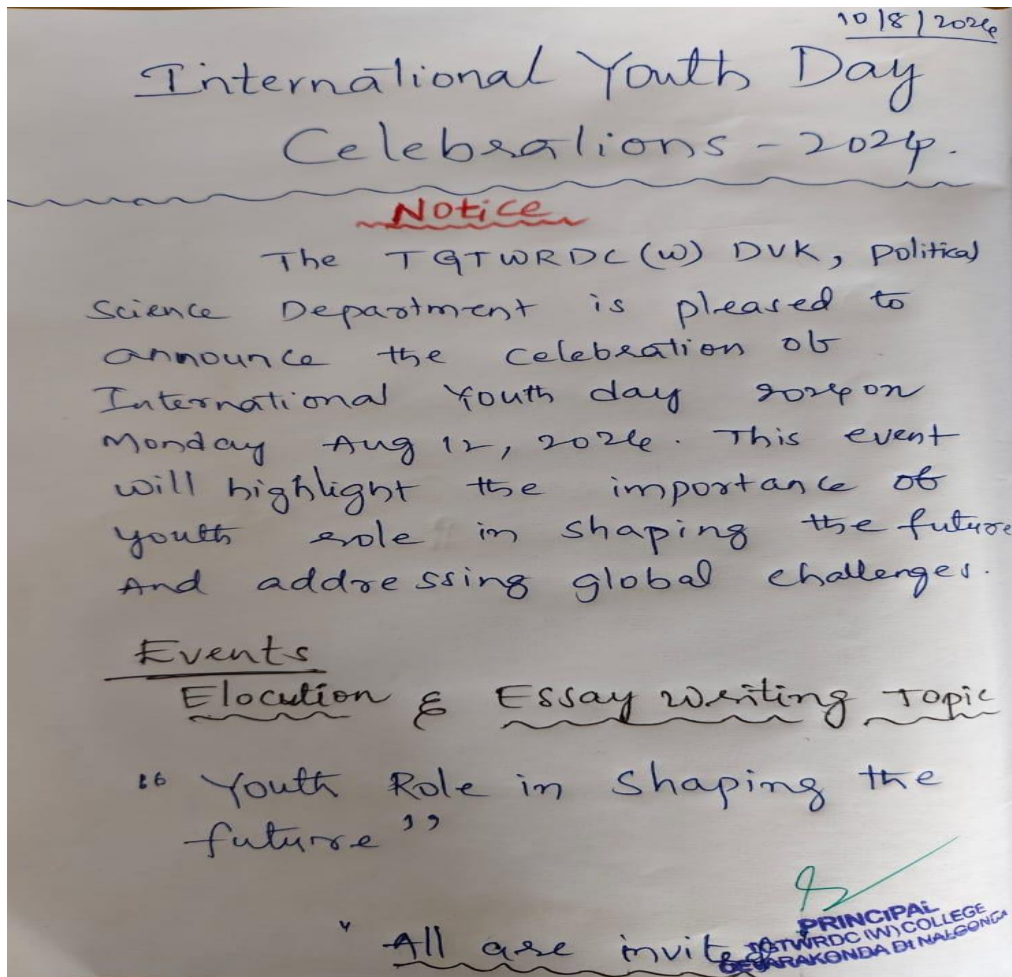 10/8/2024
International Youth Day
Celebrations - 2024.
Notice
The TGTWRDC (W) DVK, Political
Science Department is pleased to
announce the celebration of
International Youth day 2024 on
Monday Aug 12, 2024. This event
will highlight the importance of
youth role in shaping the future
And addressing global challenges.
Events
Elocution & Essay Writing Topic
"Youth Role in Shaping the
future"
PRINCIPAL
TGTWRDC (W) COLLEGE
DEVARAKONDA Dt NALGONDA
"All are invited"